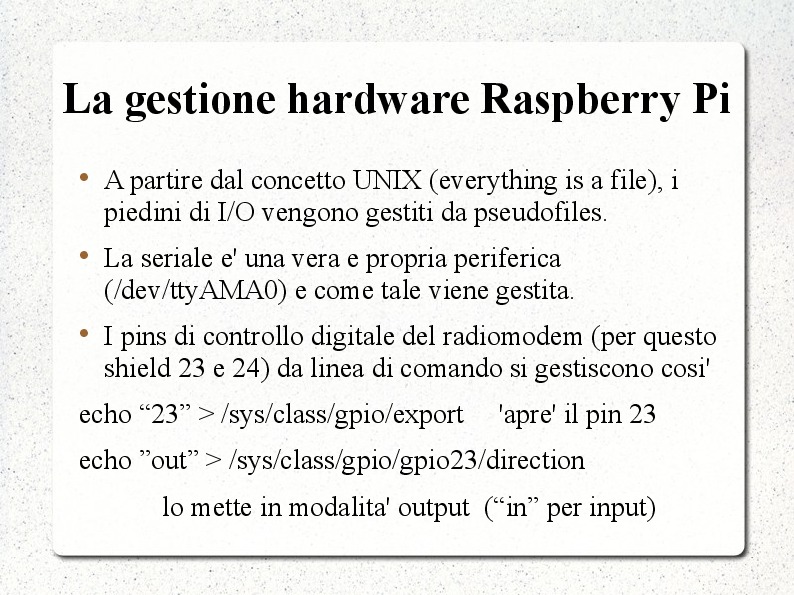 La gestione hardware Raspberry Pi
A partire dal concetto UNIX (everything is a file), i
piedini di I/O vengono gestiti da pseudofiles.
La seriale e' una vera e propria periferica
(/dev/ttyAMA0) e come tale viene gestita.
I pins di controllo digitale del radiomodem (per questo
shield 23 e 24) da linea di comando si gestiscono cosi'
echo “23” > /sys/class/gpio/export 'apre' il pin 23
echo ”out” > /sys/class/gpio/gpio23/direction
lo mette in modalita' output (“in” per input)